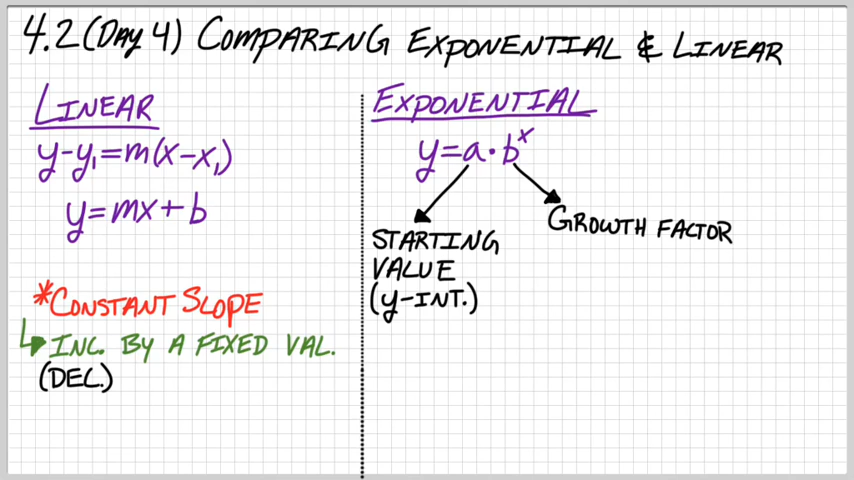 4.2 (DAY 4) COMPARING EXPONENTIAL & LINEAR
LINEAR
y-y₁=m(x-x₁)
y=mx+b
*CONSTANT SLOPE
INC. BY A FIXED VAL.
(DEC.)
EXPONENTIAL
y=a·bˣ
STARTING
VALUE
(y-INT.)
GROWTH FACTOR